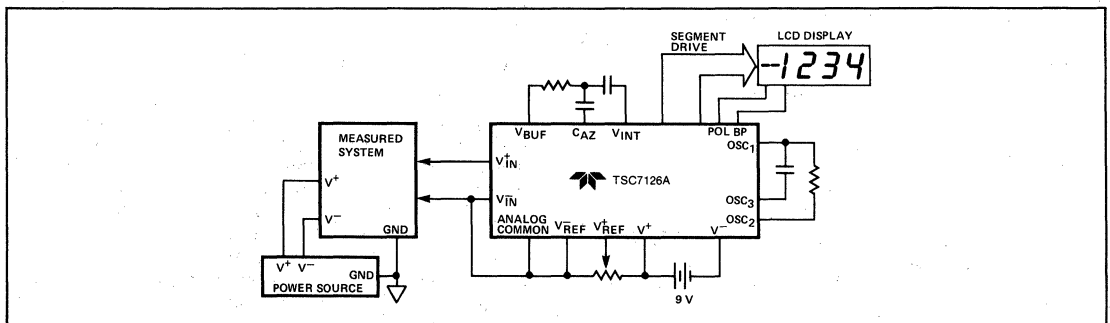 SEGMENT
DRIVE
LCD DISPLAY
-1234
VBUF
CAZ
VINT
POL BP
OSC1
MEASURED
SYSTEM
V+IN
TSC7126A
V+
V-IN
OSC3
V-
ANALOG
COMMON
V-REF
V+REF
V+
V-
OSC2
GND
V+
V-
GND
POWER SOURCE
9 V